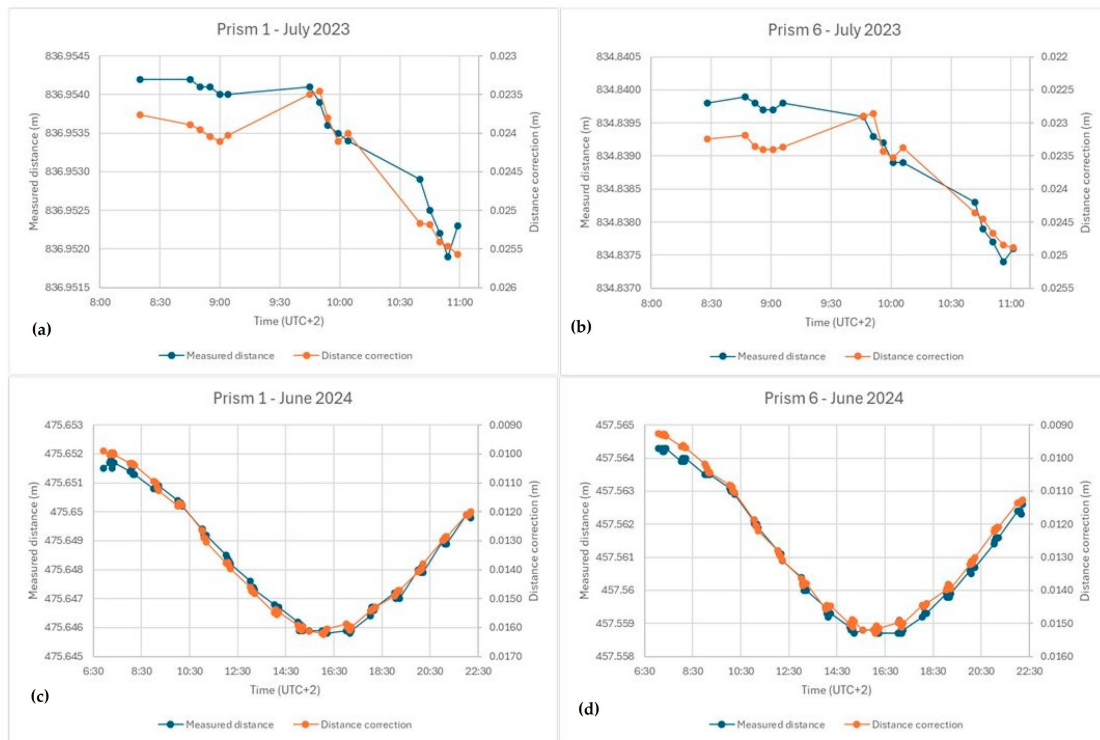 Prism 1 - July 2023
836.9545
836.9540
836.9535
836.9530
836.9525
836.9520
836.9515
Measured distance (m)
0.023
0.0235
0.024
0.0245
0.025
0.0255
0.026
Distance correction (m)
8:00 8:30 9:00 9:30 10:00 10:30 11:00
Time (UTC+2)
(a)
Measured distance Distance correction
Prism 6 - July 2023
834.8405
834.8400
834.8395
834.8390
834.8385
834.8380
834.8375
834.8370
Measured distance (m)
0.022
0.0225
0.023
0.0235
0.024
0.0245
0.025
0.0255
Distance correction (m)
8:00 8:30 9:00 9:30 10:00 10:30 11:00
Time (UTC+2)
(b)
Measured distance Distance correction
Prism 1 - June 2024
475.653
475.652
475.651
475.65
475.649
475.648
475.647
475.646
475.645
Measured distance (m)
0.0090
0.0100
0.0110
0.0120
0.0130
0.0140
0.0150
0.0160
0.0170
Distance correction (m)
6:30 8:30 10:30 12:30 14:30 16:30 18:30 20:30 22:30
Time (UTC+2)
(c)
Measured distance Distance correction
Prism 6 - June 2024
457.565
457.564
457.563
457.562
457.561
457.56
457.559
457.558
Measured distance (m)
0.0090
0.0100
0.0110
0.0120
0.0130
0.0140
0.0150
0.0160
Distance correction (m)
6:30 8:30 10:30 12:30 14:30 16:30 18:30 20:30 22:30
Time (UTC+2)
(d)
Measured distance Distance correction